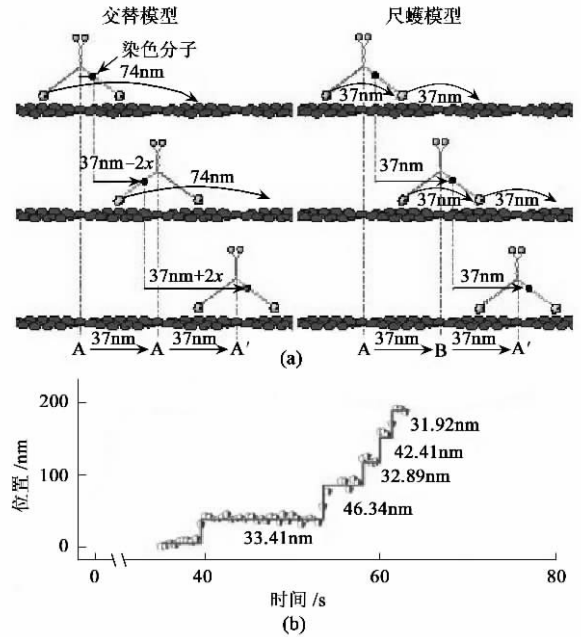 交替模型 尺蠖模型
染色分子
74nm 37nm 37nm
37nm−2x 74nm 37nm 37nm 37nm
37nm+2x 37nm
A 37nm A 37nm A′ A 37nm B 37nm A′
(a)
位置 /nm
200
100
0
31.92nm
42.41nm
32.89nm
46.34nm
33.41nm
0 40 60 80
时间 /s
(b)